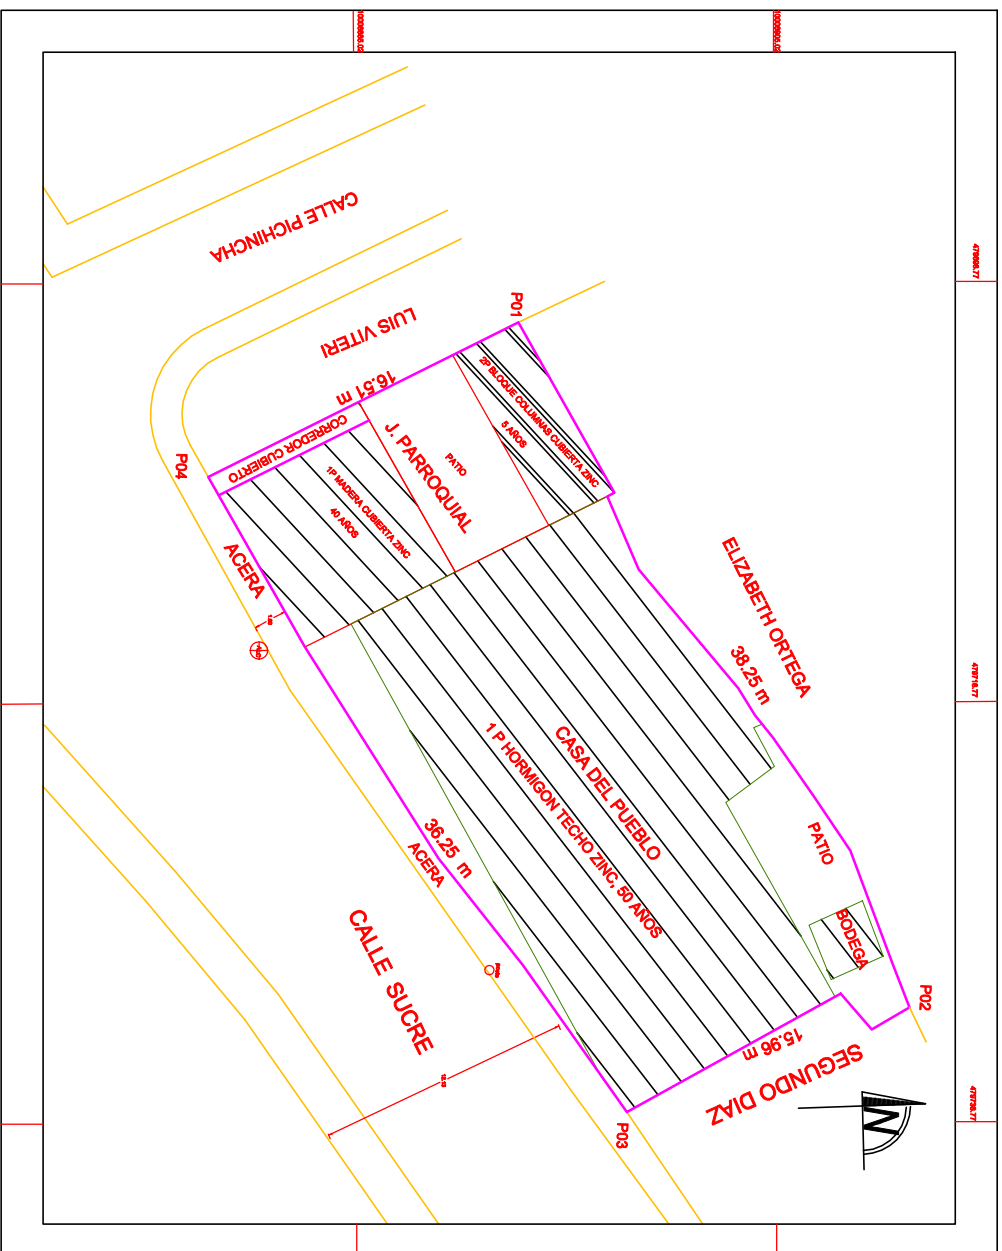 CALLE PICHINCHA
LUIS VITERI
P01
16.51 m
2P BLOQUE COLUMNAS CUBIERTA ZINC
5 AÑOS
J. PARROQUIAL
PATIO
CORREDOR CUBIERTO
1P MADERA CUBIERTA ZINC
40 AÑOS
P04
ACERA
ELIZABETH ORTEGA
38.25 m
CASA DEL PUEBLO
1 P HORMIGON TECHO ZINC, 50 AÑOS
PATIO
BODEGA
P02
36.25 m
ACERA
CALLE SUCRE
15.96 m
SEGUNDO DIAZ
P03
N